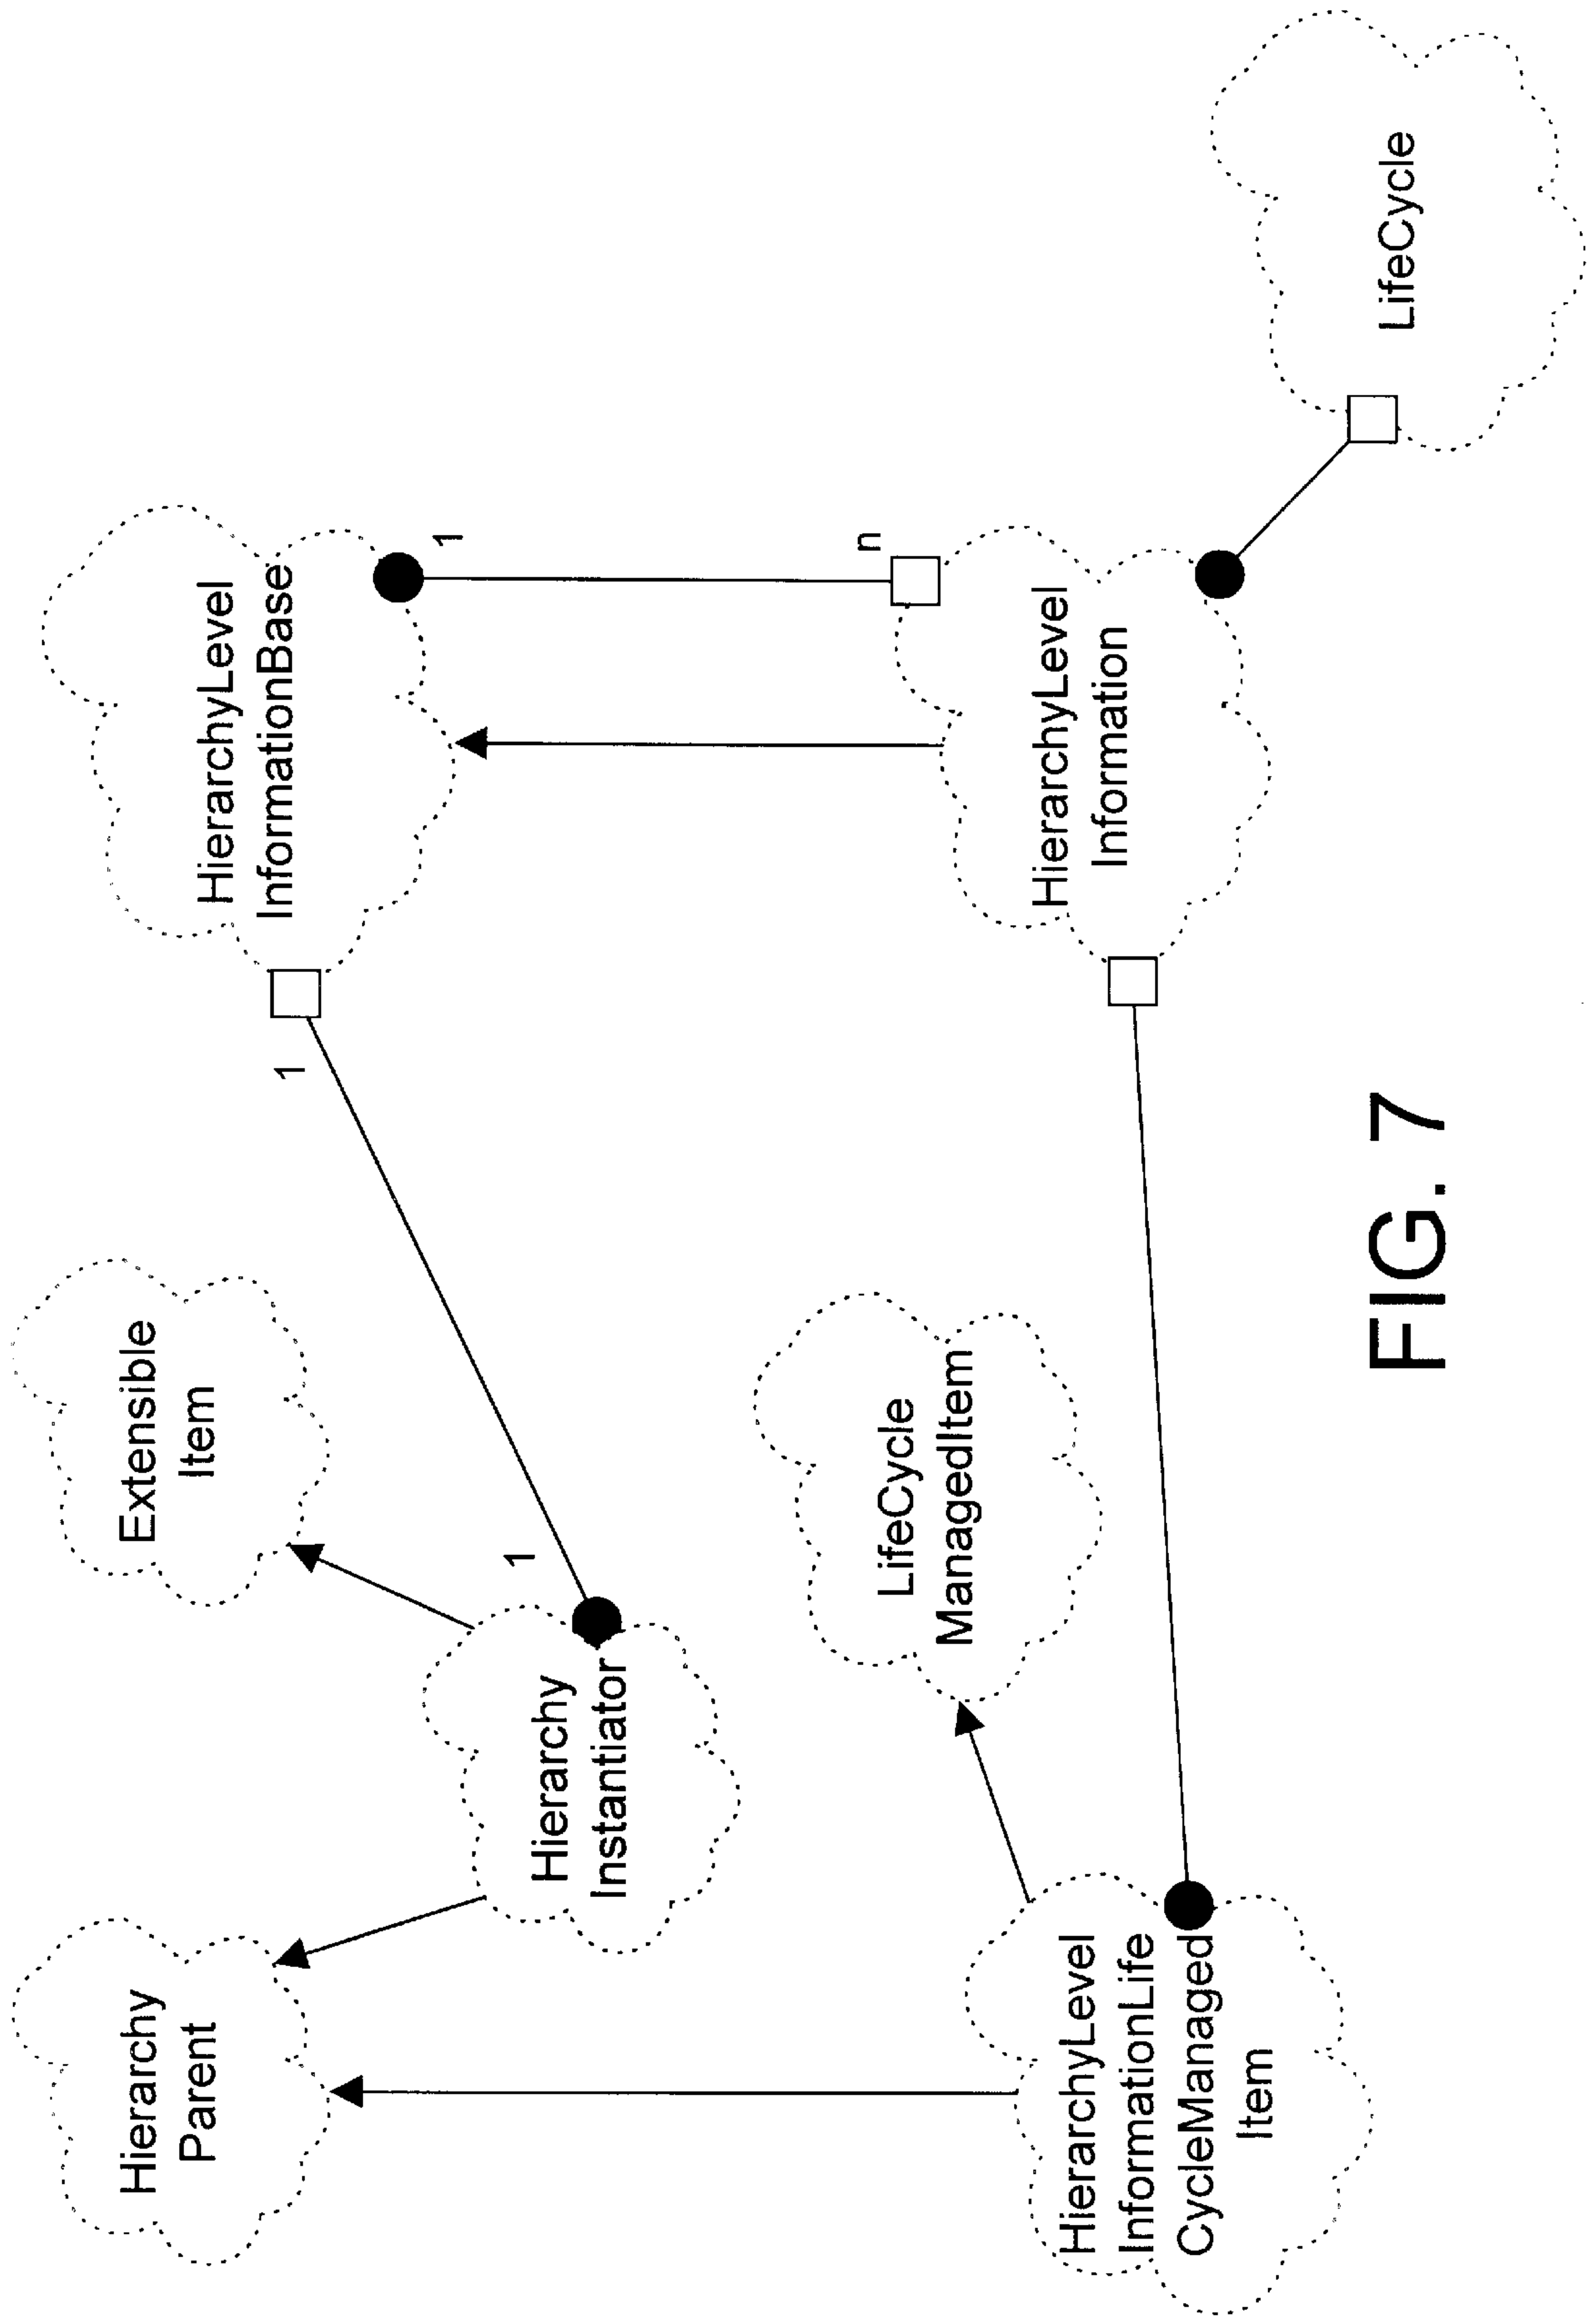 Hierarchy
Parent
Extensible
Item
HierarchyLevel
InformationBase
1
1
1
Hierarchy
Instantiator
LifeCycle
ManagedItem
n
HierarchyLevel
Information
HierarchyLevel
InformationLife
CycleManaged
Item
LifeCycle
FIG. 7